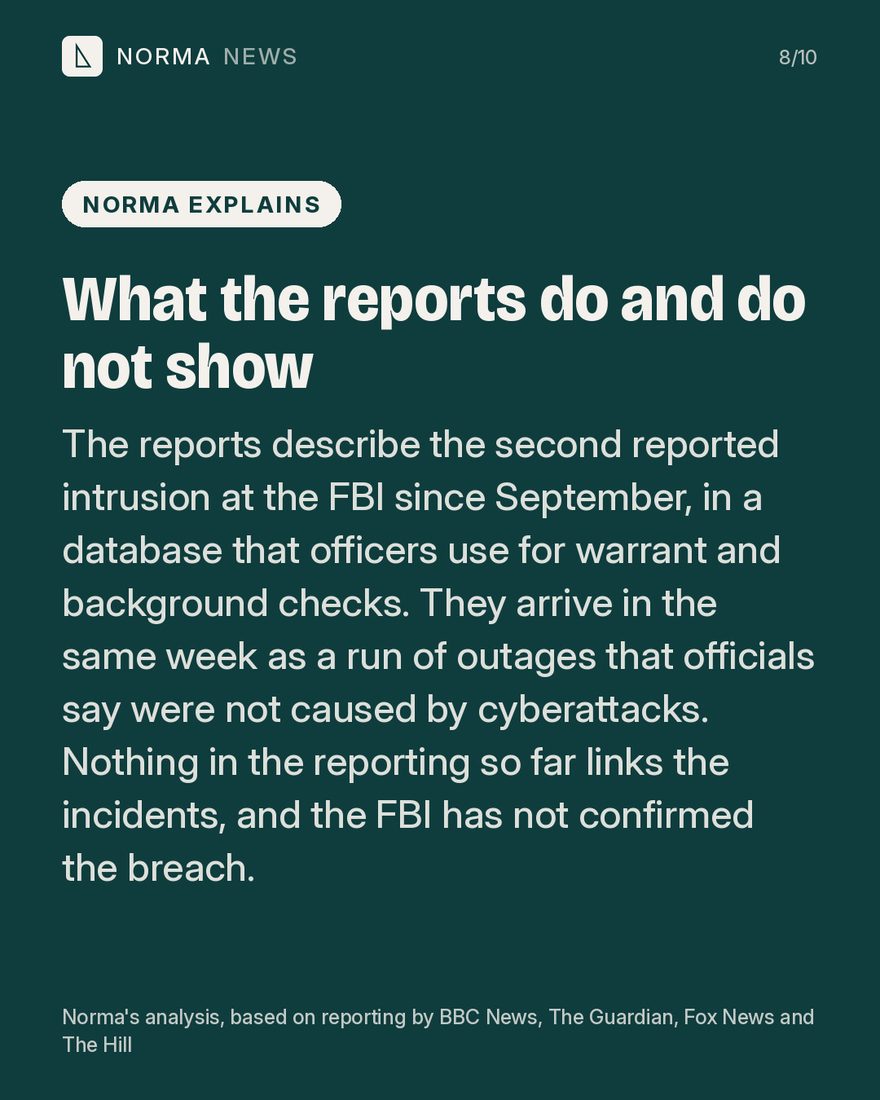 NORMA NEWS
8/10
NORMA EXPLAINS
What the reports do and do
not show
The reports describe the second reported
intrusion at the FBI since September, in a
database that officers use for warrant and
background checks. They arrive in the
same week as a run of outages that officials
say were not caused by cyberattacks.
Nothing in the reporting so far links the
incidents, and the FBI has not confirmed
the breach.
Norma's analysis, based on reporting by BBC News, The Guardian, Fox News and
The Hill